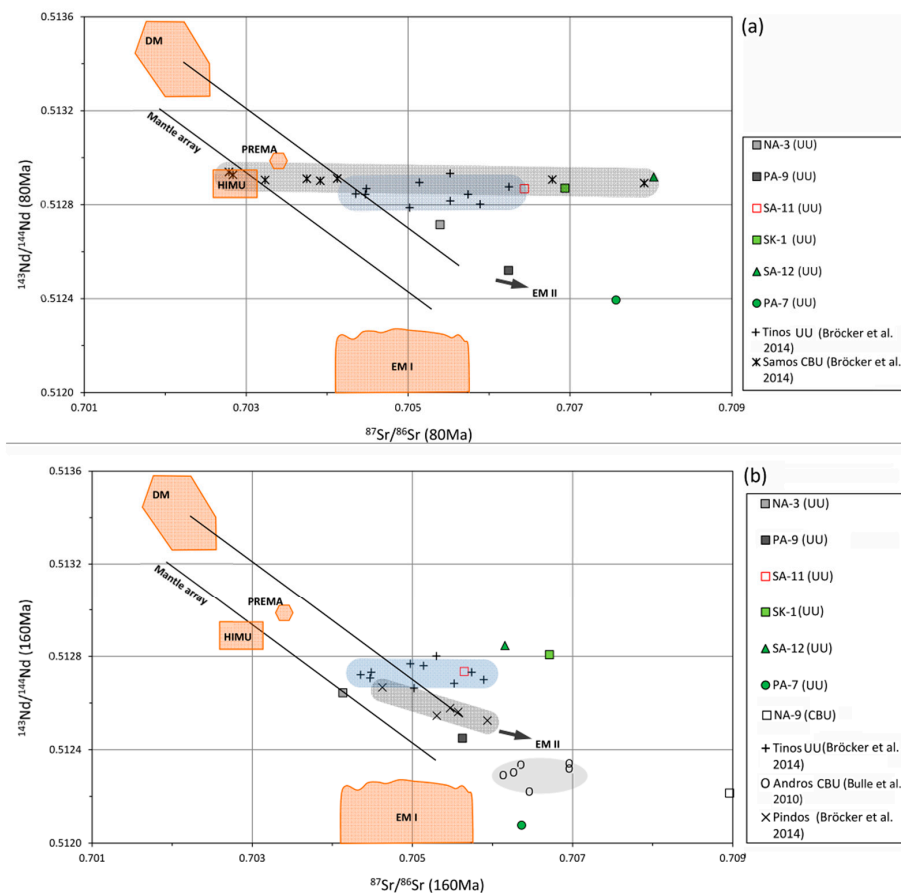 (a)
0.5136
0.5132
0.5128
0.5124
0.5120
¹⁴³Nd/¹⁴⁴Nd (80Ma)
DM
Mantle array
PREMA
HIMU
EM II
EM I
0.701
0.703
0.705
0.707
0.709
⁸⁷Sr/⁸⁶Sr (80Ma)
NA-3 (UU)
PA-9 (UU)
SA-11 (UU)
SK-1 (UU)
SA-12 (UU)
PA-7 (UU)
Tinos UU (Bröcker et al.
2014)
Samos CBU (Bröcker et al.
2014)
(b)
0.5136
0.5132
0.5128
0.5124
0.5120
¹⁴³Nd/¹⁴⁴Nd (160Ma)
DM
Mantle array
PREMA
HIMU
EM II
EM I
0.701
0.703
0.705
0.707
0.709
⁸⁷Sr/⁸⁶Sr (160Ma)
NA-3 (UU)
PA-9 (UU)
SA-11 (UU)
SK-1 (UU)
SA-12 (UU)
PA-7 (UU)
NA-9 (CBU)
Tinos UU(Bröcker et al.
2014)
Andros CBU (Bulle et al.
2010)
Pindos (Bröcker et al.
2014)